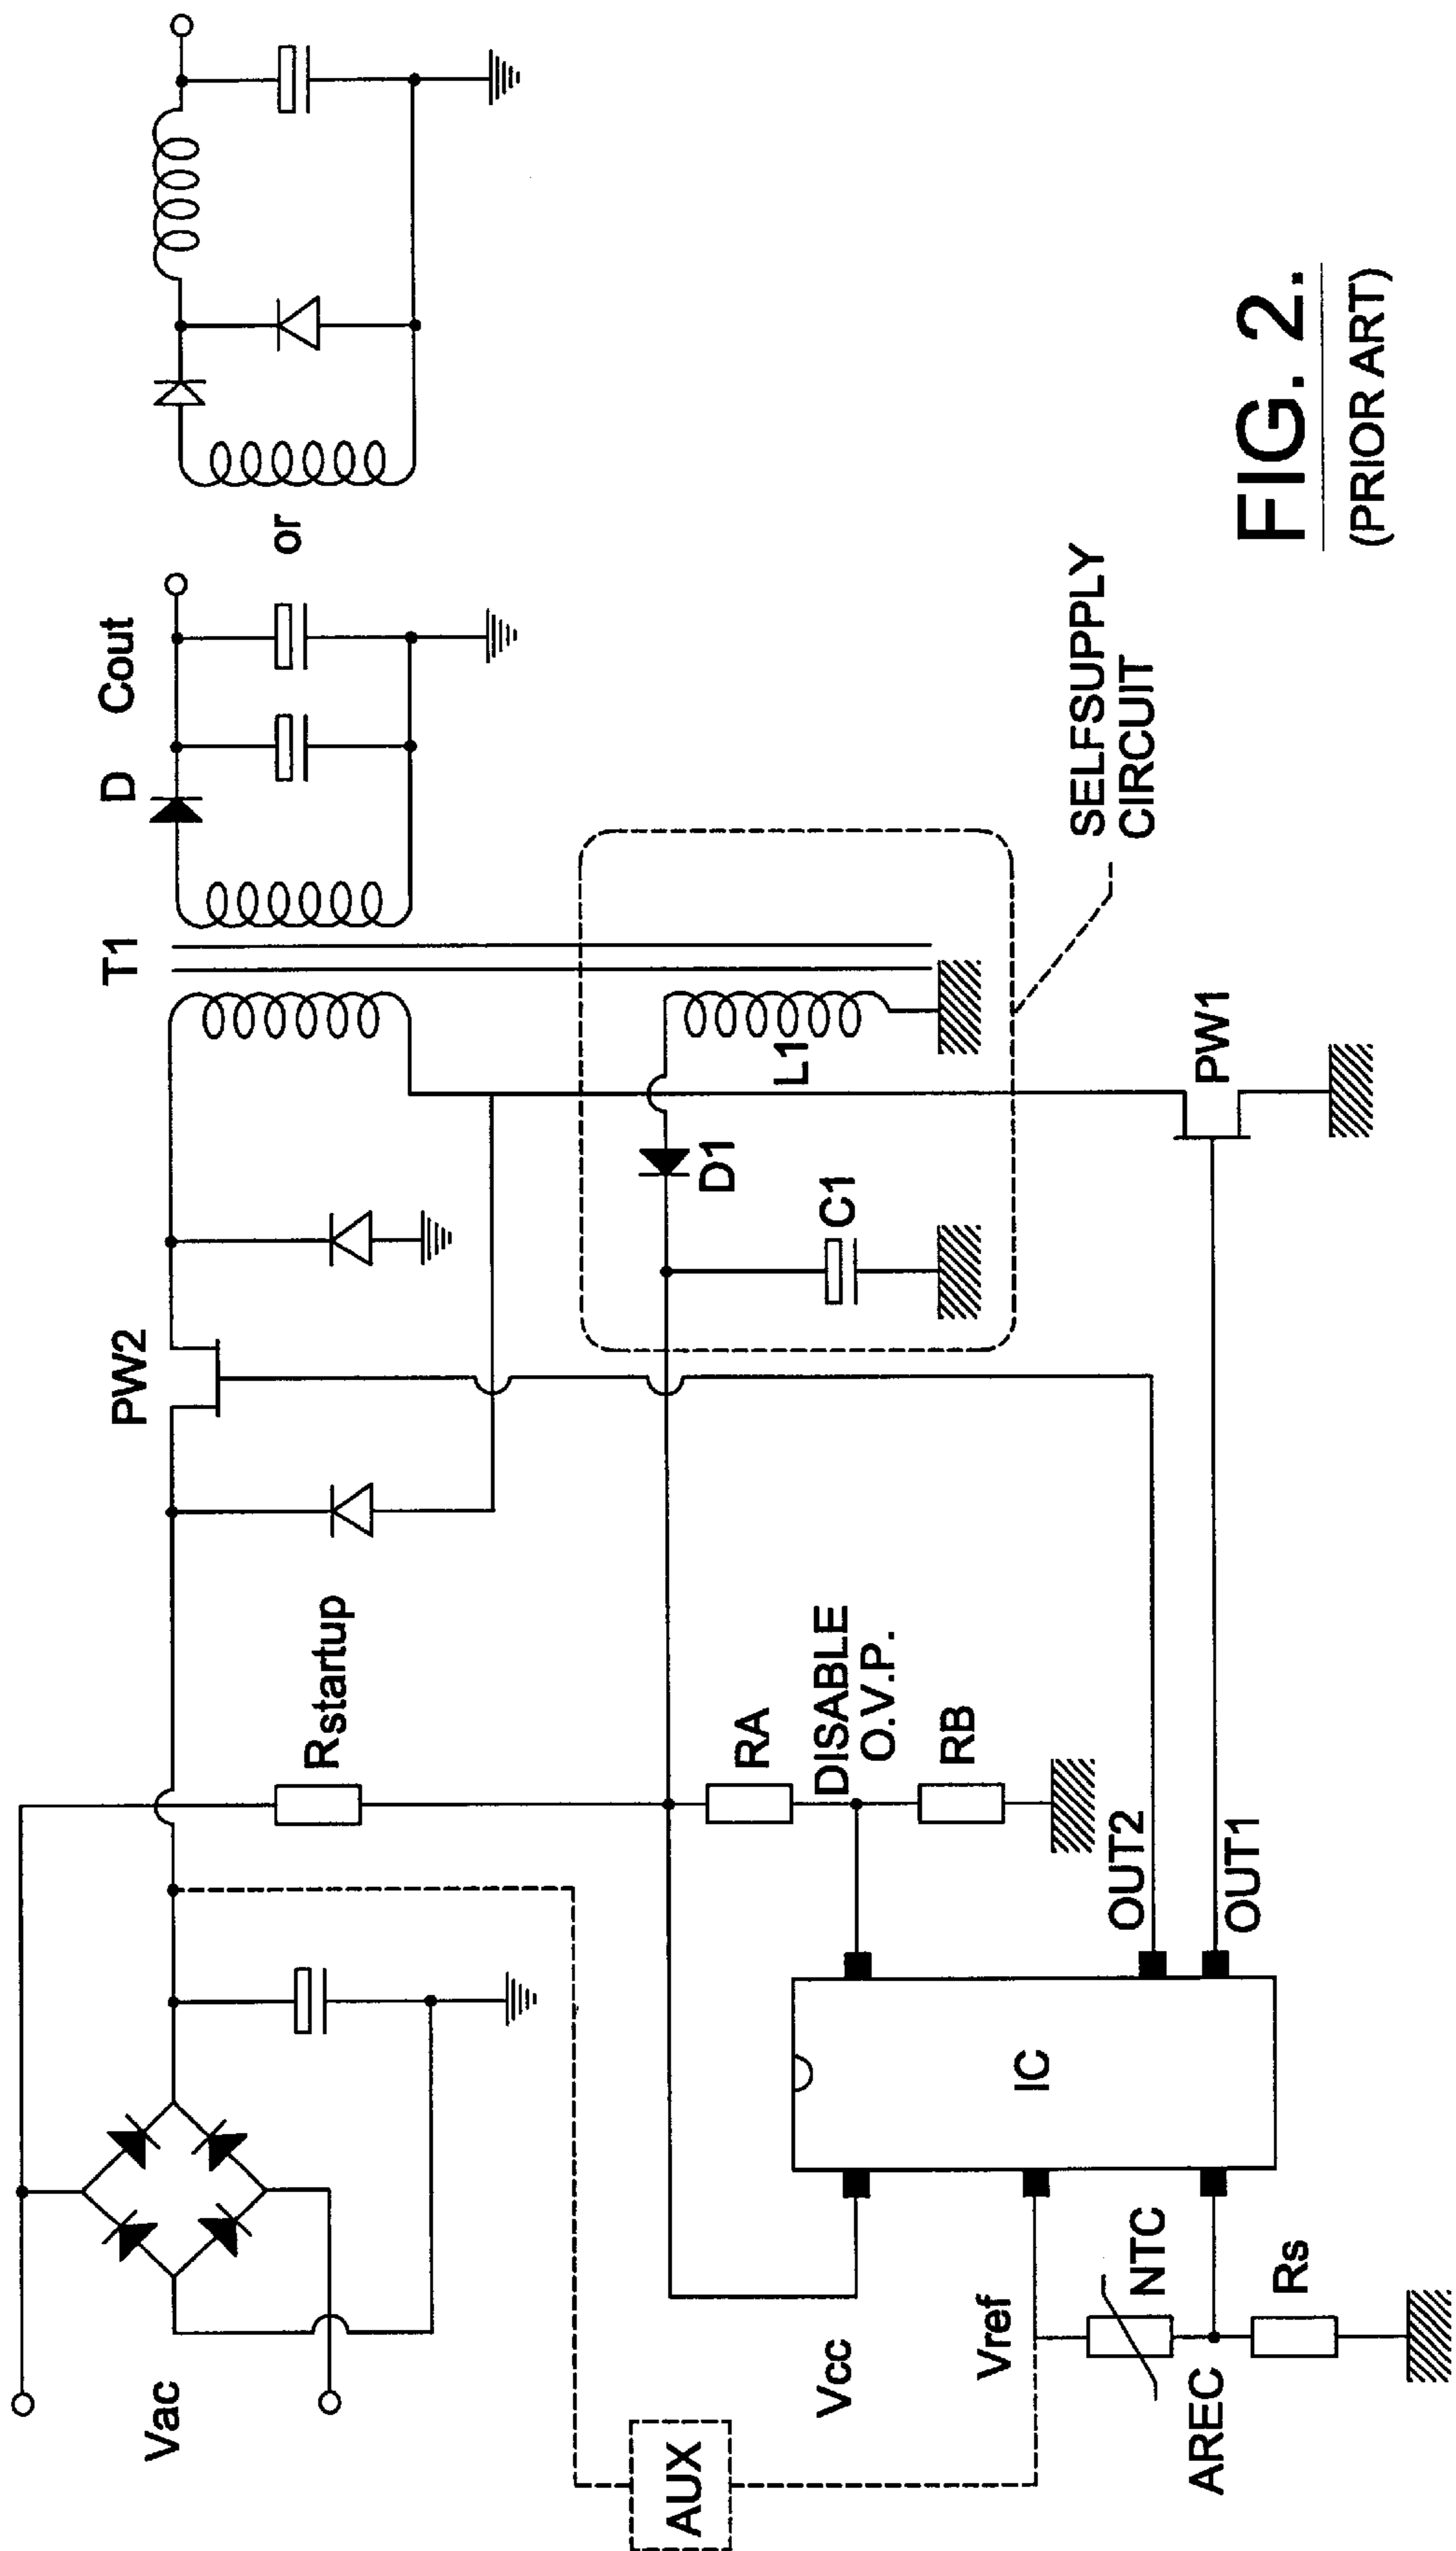 Vac
AUX
Vcc
Vref
AREC
NTC
Rs
IC
OUT2
OUT1
Rstartup
RA
DISABLE
O.V.P.
RB
PW2
D1
C1
L1
PW1
T1
D
Cout
or
SELFSUPPLY
CIRCUIT
FIG. 2.
(PRIOR ART)